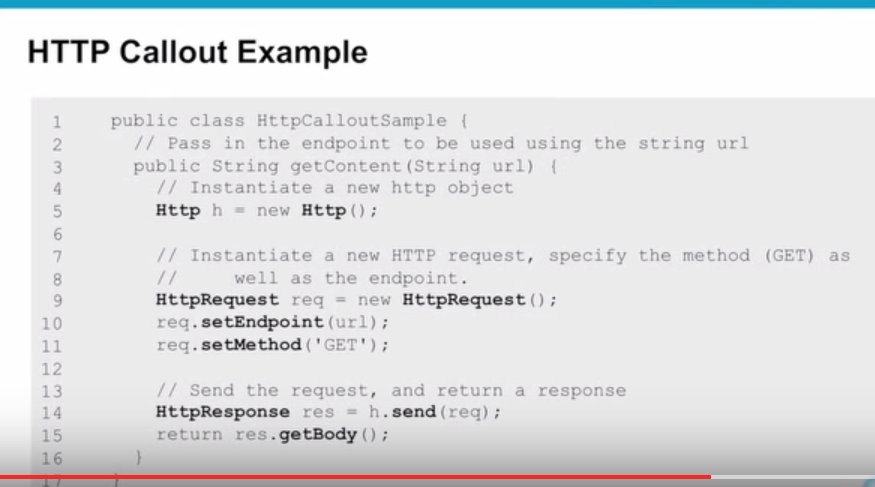 HTTP Callout Example
1 public class HttpCalloutSample {
2 // Pass in the endpoint to be used using the string url
3 public String getContent(String url) {
4 // Instantiate a new http object
5 Http h = new Http();
6
7 // Instantiate a new HTTP request, specify the method (GET) as
8 // well as the endpoint.
9 HttpRequest req = new HttpRequest();
10 req.setEndpoint(url);
11 req.setMethod('GET');
12
13 // Send the request, and return a response
14 HttpResponse res = h.send(req);
15 return res.getBody();
16 }
17 }